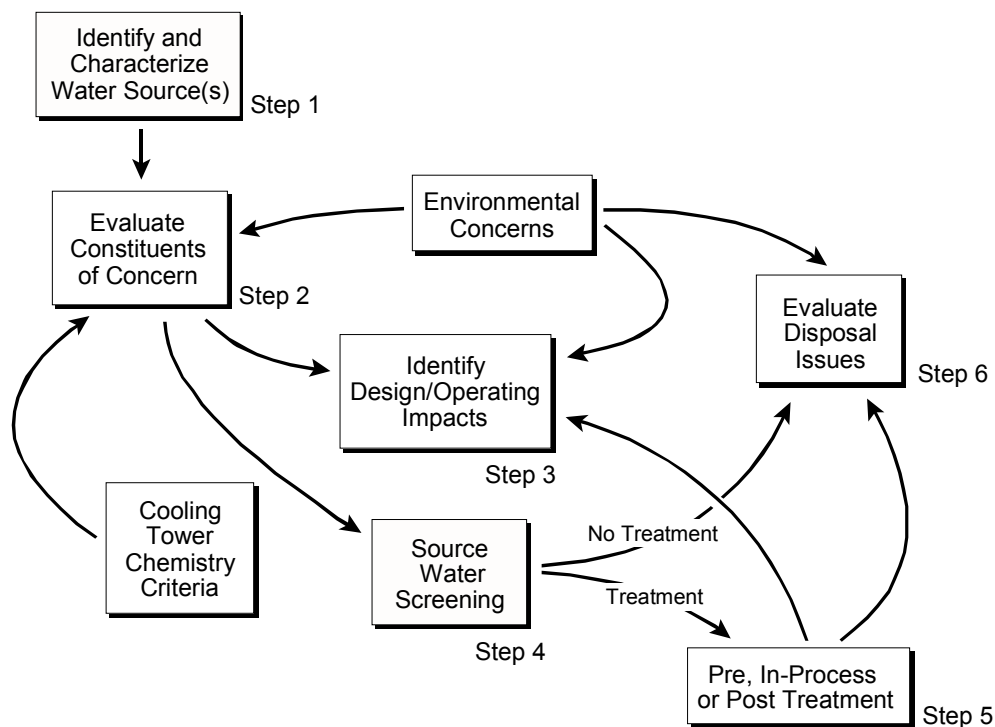 Identify and
Characterize
Water Source(s)
Step 1
Evaluate
Constituents
of Concern
Step 2
Environmental
Concerns
Evaluate
Disposal
Issues
Step 6
Identify
Design/Operating
Impacts
Step 3
Cooling
Tower
Chemistry
Criteria
Source
Water
Screening
Step 4
No Treatment
Treatment
Pre, In-Process
or Post Treatment
Step 5